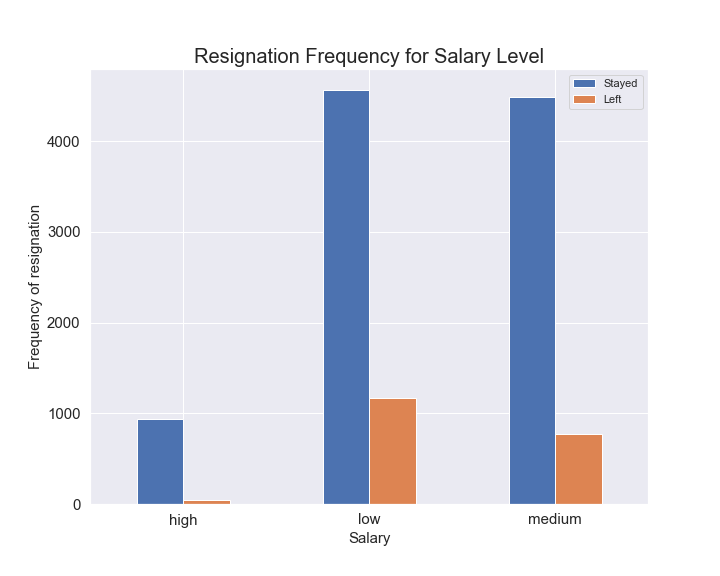 Resignation Frequency for Salary Level
Stayed
Left
Frequency of resignation
4000
3000
2000
1000
0
high
low
medium
Salary